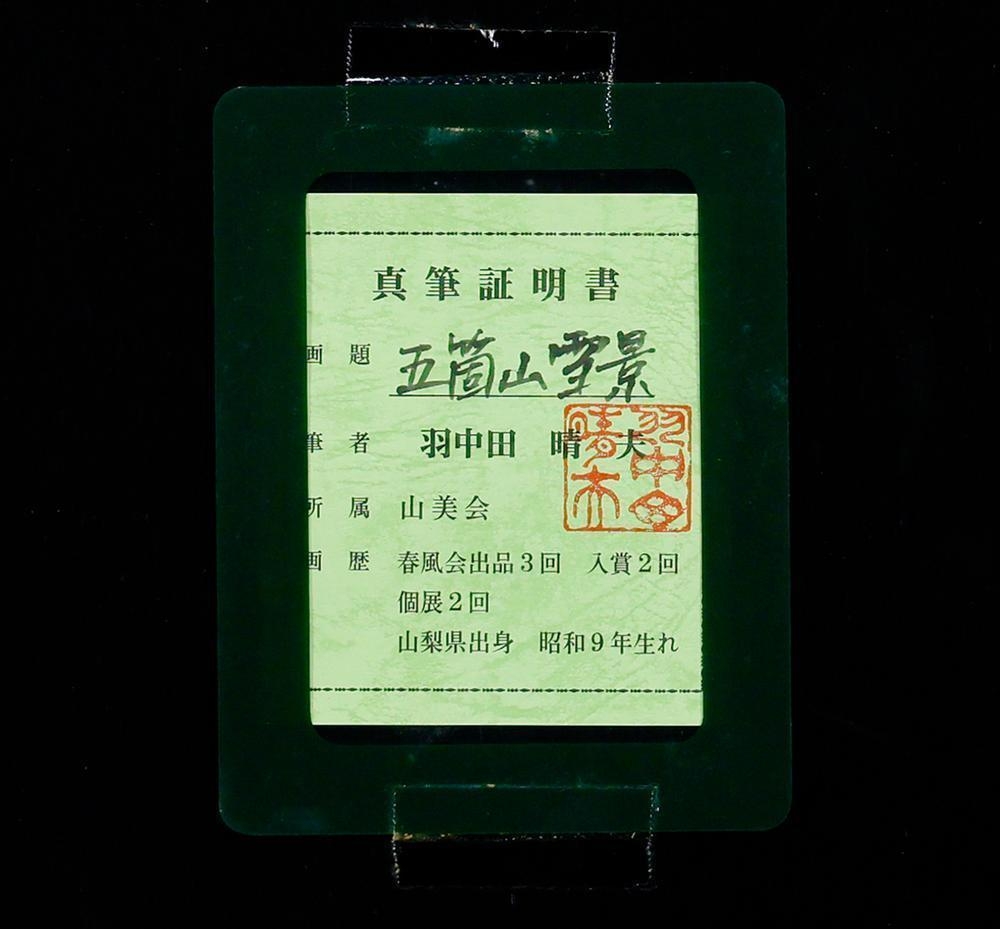 真筆証明書
画題 五箇山雪景
筆者 羽中田 晴夫
所属 山美会
画歴 春風会出品3回 入賞2回
個展2回
山梨県出身 昭和9年生れ